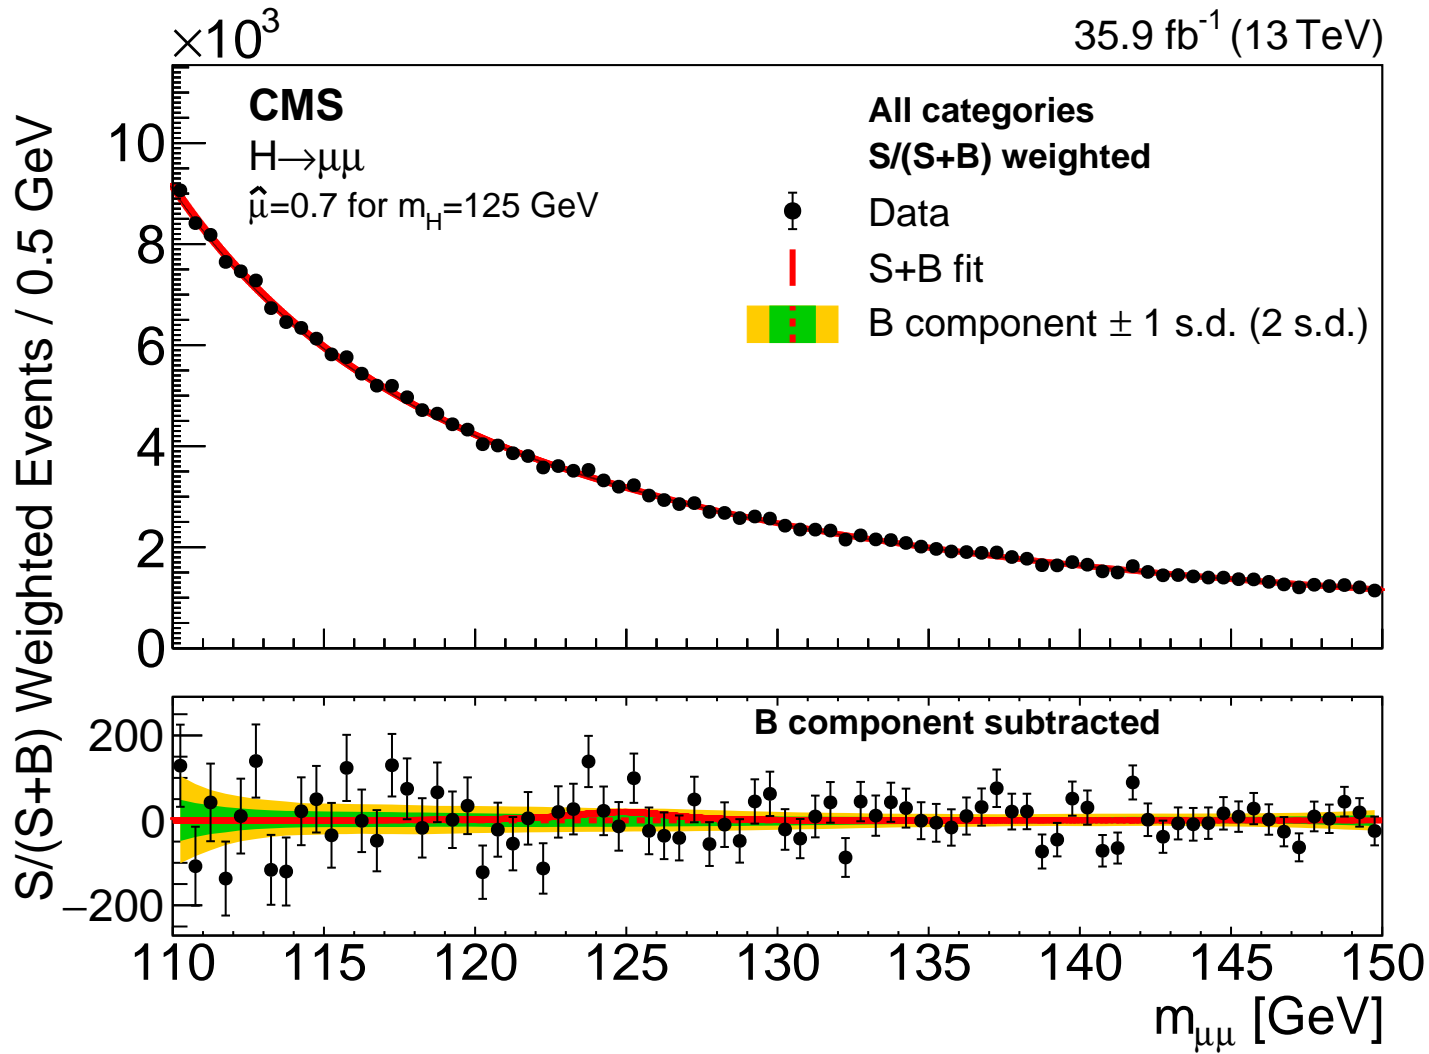 ×10³
35.9 fb⁻¹ (13 TeV)
CMS
H→μμ
μ̂=0.7 for m_H=125 GeV
All categories
S/(S+B) weighted
Data
S+B fit
B component ± 1 s.d. (2 s.d.)
S/(S+B) Weighted Events / 0.5 GeV
10
8
6
4
2
0
B component subtracted
200
0
−200
110 115 120 125 130 135 140 145 150
m_μμ [GeV]